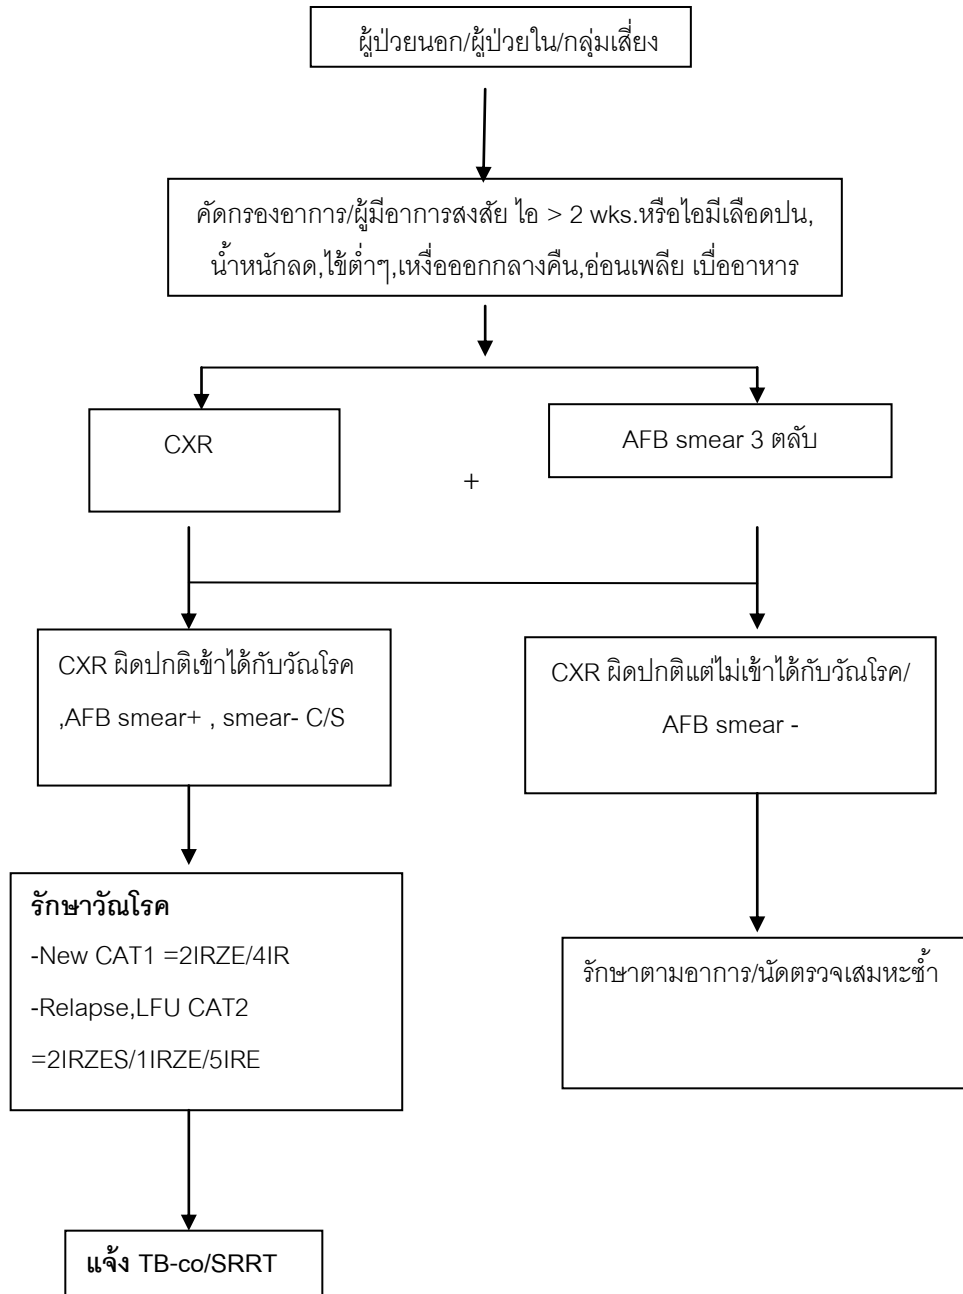 ผู้ป่วยนอก/ผู้ป่วยใน/กลุ่มเสี่ยง
คัดกรองอาการ/ผู้มีอาการสงสัย ไอ > 2 wks.หรือไอมีเลือดปน,
น้ำหนักลด,ไข้ต่ำๆ,เหงื่อออกกลางคืน,อ่อนเพลีย เบื่ออาหาร
CXR
AFB smear 3 ตลับ
+
CXR ผิดปกติเข้าได้กับวัณโรค
,AFB smear+ , smear- C/S
CXR ผิดปกติแต่ไม่เข้าได้กับวัณโรค/
AFB smear -
รักษาวัณโรค
-New CAT1 =2IRZE/4IR
-Relapse,LFU CAT2
=2IRZES/1IRZE/5IRE
รักษาตามอาการ/นัดตรวจเสมหะซ้ำ
แจ้ง TB-co/SRRT